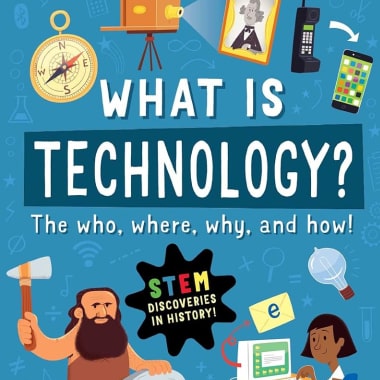 N
E
S
W
WHAT IS
TECHNOLOGY?
The who, where, why, and how!
STEM
DISCOVERIES
IN HISTORY!
e